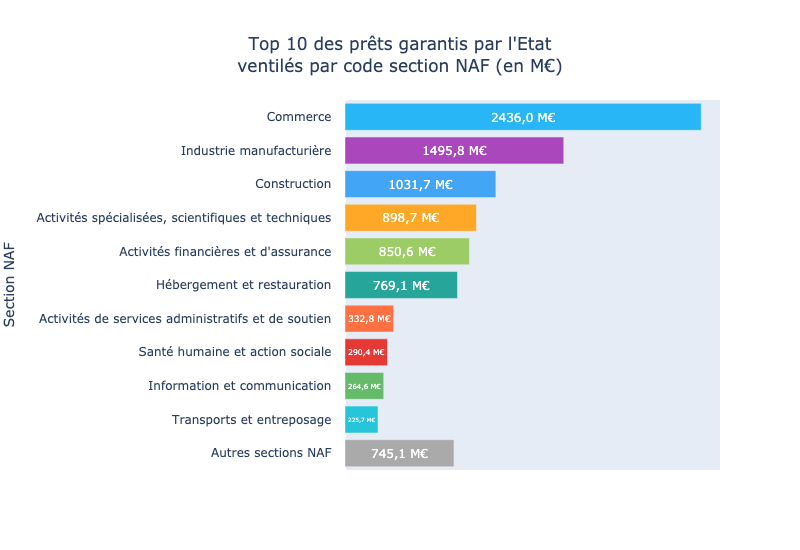 Top 10 des prêts garantis par l'Etat
ventilés par code section NAF (en M€)
Section NAF
Commerce 2436,0 M€
Industrie manufacturière 1495,8 M€
Construction 1031,7 M€
Activités spécialisées, scientifiques et techniques 898,7 M€
Activités financières et d'assurance 850,6 M€
Hébergement et restauration 769,1 M€
Activités de services administratifs et de soutien 332,8 M€
Santé humaine et action sociale 290,4 M€
Information et communication 264,6 M€
Transports et entreposage 225,7 M€
Autres sections NAF 745,1 M€